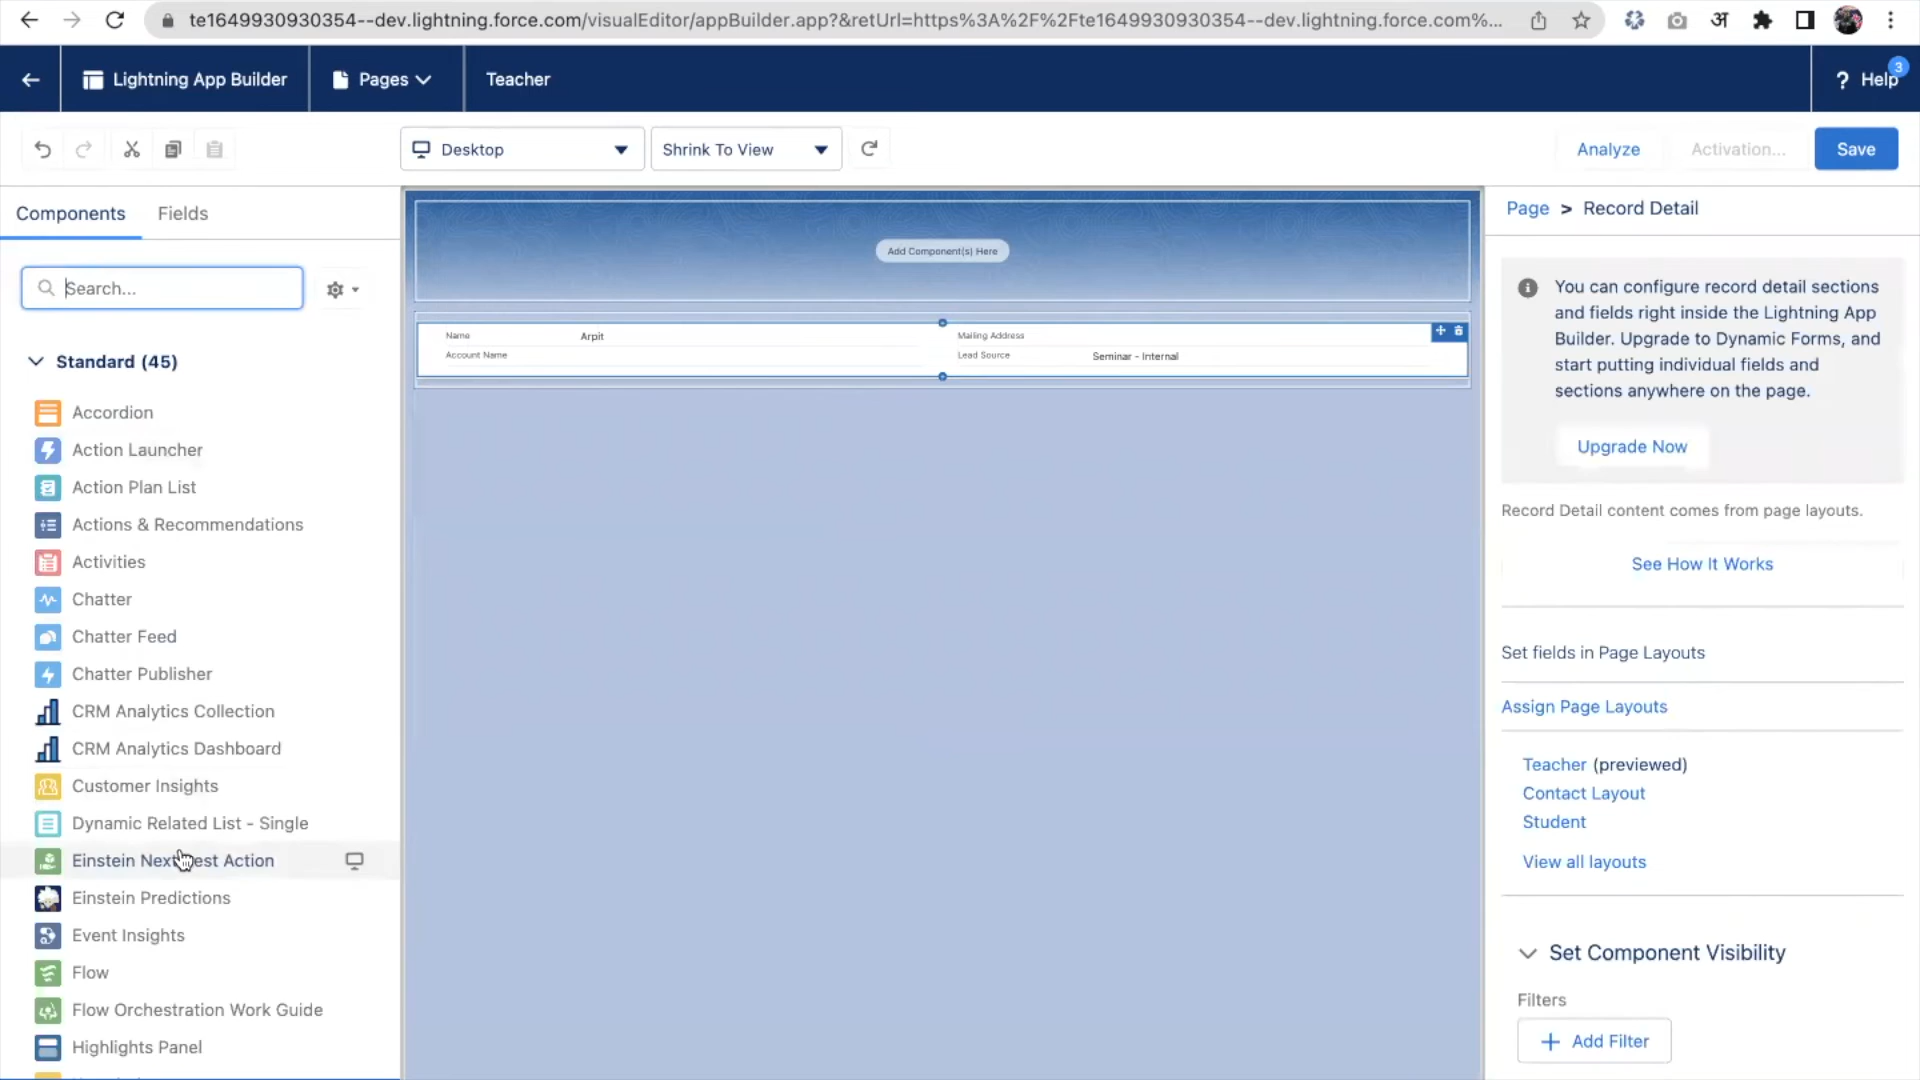 te1649930930354--dev.lightning.force.com/visualEditor/appBuilder.app?&retUrl=https%3A%2F%2Fte1649930930354--dev.lightning.force.com%...
अ
Lightning App Builder
Pages
Teacher
3
? Help
Desktop
Shrink To View
Analyze
Activation...
Save
Components
Fields
Search...
Standard (45)
Accordion
Action Launcher
Action Plan List
Actions & Recommendations
Activities
Chatter
Chatter Feed
Chatter Publisher
CRM Analytics Collection
CRM Analytics Dashboard
Customer Insights
Dynamic Related List - Single
Einstein Next Best Action
Einstein Predictions
Event Insights
Flow
Flow Orchestration Work Guide
Highlights Panel
Add Component(s) Here
Name Arpit Mailing Address
Account Name Lead Source Seminar - Internal
Page > Record Detail
You can configure record detail sections
and fields right inside the Lightning App
Builder. Upgrade to Dynamic Forms, and
start putting individual fields and
sections anywhere on the page.
Upgrade Now
Record Detail content comes from page layouts.
See How It Works
Set fields in Page Layouts
Assign Page Layouts
Teacher (previewed)
Contact Layout
Student
View all layouts
Set Component Visibility
Filters
+ Add Filter